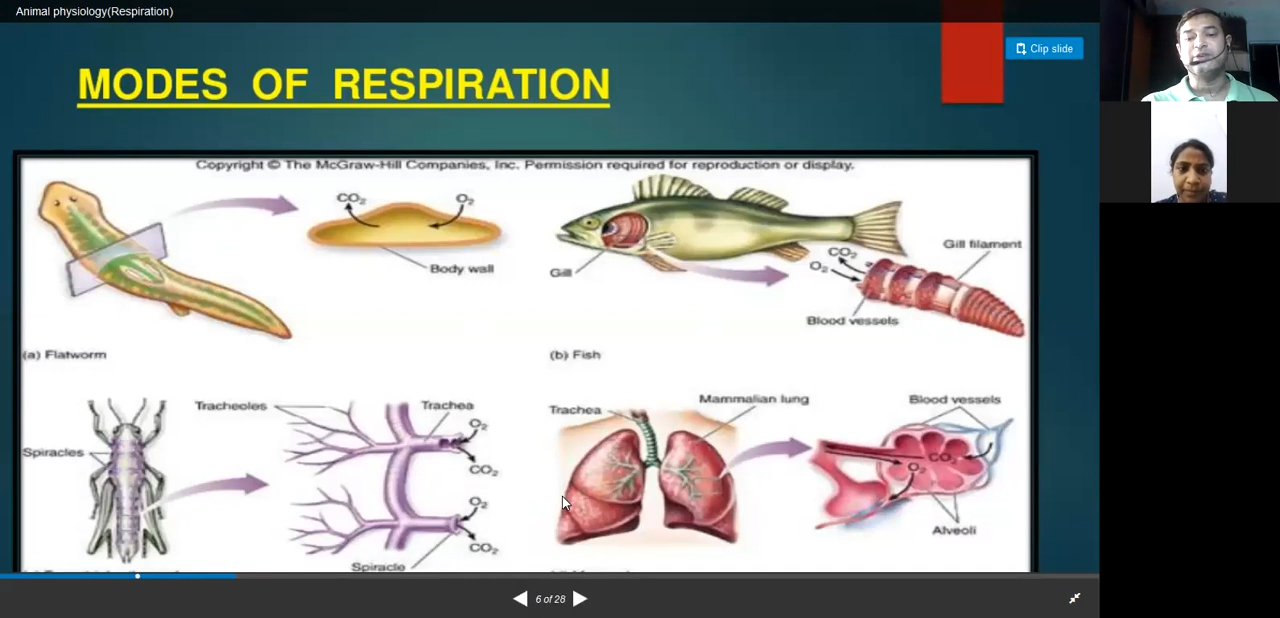 Animal physiology(Respiration)
Clip slide
MODES OF RESPIRATION
Copyright © The McGraw-Hill Companies, Inc. Permission required for reproduction or display.
CO₂
O₂
Body wall
(a) Flatworm
Gill
CO₂
O₂
Gill filament
Blood vessels
(b) Fish
Spiracles
Tracheoles
Trachea
O₂
CO₂
O₂
CO₂
Spiracle
Trachea
Mammalian lung
Blood vessels
CO₂
O₂
Alveoli
6 of 28